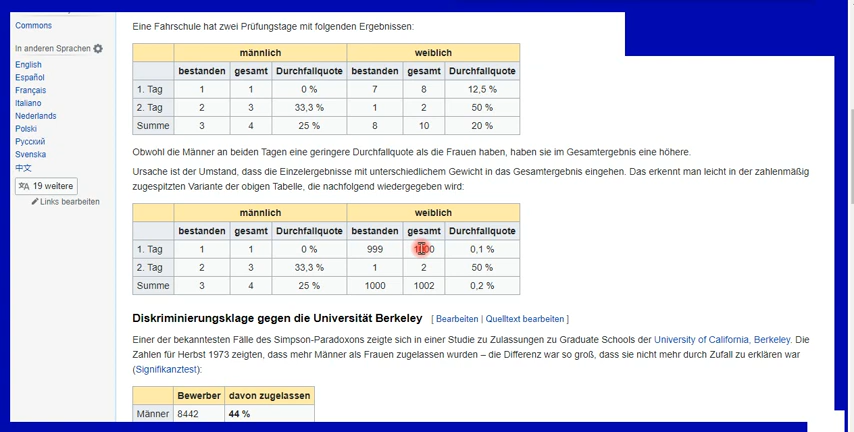 Commons
In anderen Sprachen
English
Español
Français
Italiano
Nederlands
Polski
Русский
Svenska
中文
19 weitere
Links bearbeiten
Eine Fahrschule hat zwei Prüfungstage mit folgenden Ergebnissen:
männlich weiblich
bestanden gesamt Durchfallquote bestanden gesamt Durchfallquote
1. Tag 1 1 0 % 7 8 12,5 %
2. Tag 2 3 33,3 % 1 2 50 %
Summe 3 4 25 % 8 10 20 %
Obwohl die Männer an beiden Tagen eine geringere Durchfallquote als die Frauen haben, haben sie im Gesamtergebnis eine höhere.
Ursache ist der Umstand, dass die Einzelergebnisse mit unterschiedlichem Gewicht in das Gesamtergebnis eingehen. Das erkennt man leicht in der zahlenmäßig
zugespitzten Variante der obigen Tabelle, die nachfolgend wiedergegeben wird:
männlich weiblich
bestanden gesamt Durchfallquote bestanden gesamt Durchfallquote
1. Tag 1 1 0 % 999 0,1 %
2. Tag 2 3 33,3 % 1 2 50 %
Summe 3 4 25 % 1000 1002 0,2 %
Diskriminierungsklage gegen die Universität Berkeley [ Bearbeiten | Quelltext bearbeiten ]
Einer der bekanntesten Fälle des Simpson-Paradoxons zeigte sich in einer Studie zu Zulassungen zu Graduate Schools der University of California, Berkeley. Die
Zahlen für Herbst 1973 zeigten, dass mehr Männer als Frauen zugelassen wurden – die Differenz war so groß, dass sie nicht mehr durch Zufall zu erklären war
(Signifikanztest):
Bewerber davon zugelassen
Männer 8442 44 %